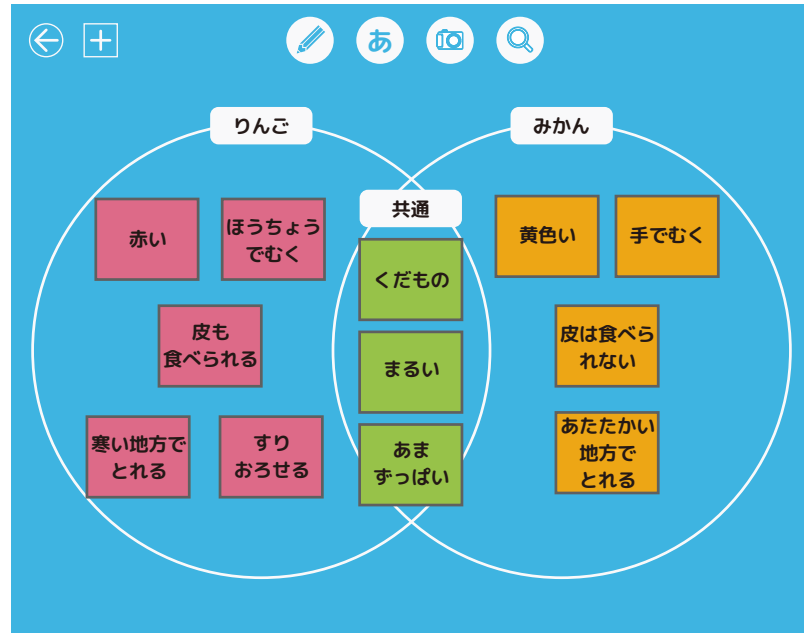 あ
りんご
みかん
共通
赤い
ほうちょう
でむく
皮も
食べられる
寒い地方で
とれる
すり
おろせる
くだもの
まるい
あま
ずっぱい
黄色い
手でむく
皮は食べら
れない
あたたかい
地方で
とれる